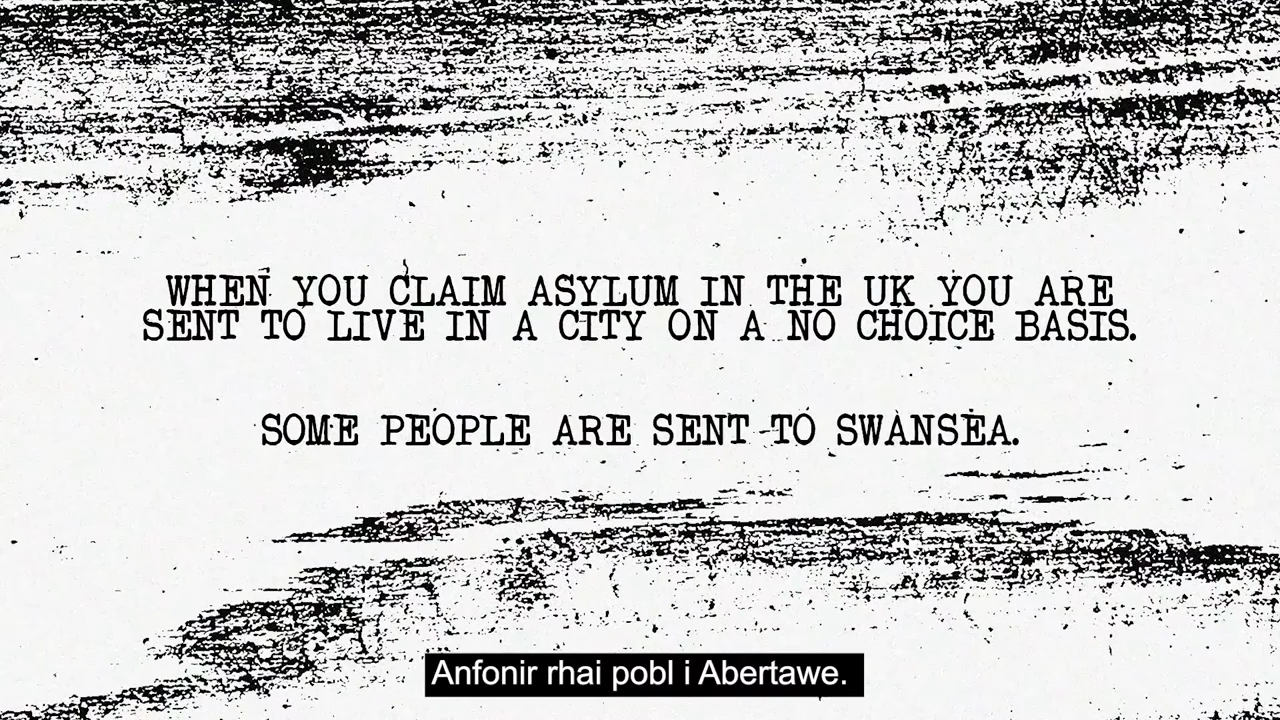 WHEN YOU CLAIM ASYLUM IN THE UK YOU ARE
SENT TO LIVE IN A CITY ON A NO CHOICE BASIS.
SOME PEOPLE ARE SENT TO SWANSEA.
Anfonir rhai pobl i Abertawe.